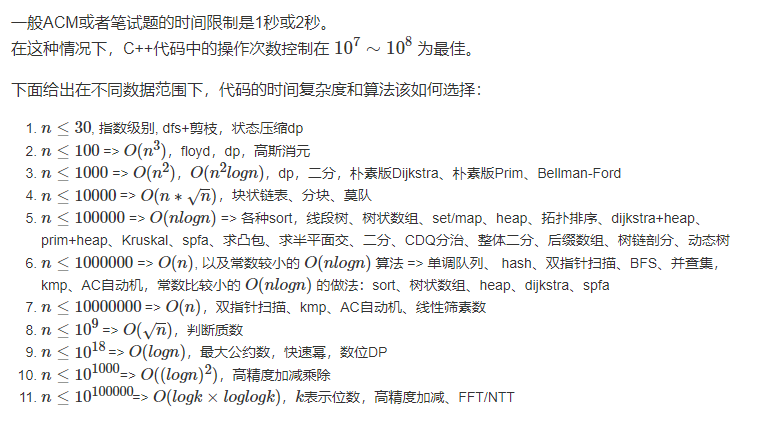 一般ACM或者笔试题的时间限制是1秒或2秒。
在这种情况下，C++代码中的操作次数控制在 10^7 ∼ 10^8 为最佳。
下面给出在不同数据范围下，代码的时间复杂度和算法该如何选择：
1. n ≤ 30, 指数级别, dfs+剪枝，状态压缩dp
2. n ≤ 100 => O(n^3)，floyd，dp，高斯消元
3. n ≤ 1000 => O(n^2)，O(n^2logn)，dp，二分，朴素版Dijkstra、朴素版Prim、Bellman-Ford
4. n ≤ 10000 => O(n * √n)，块状链表、分块、莫队
5. n ≤ 100000 => O(nlogn) => 各种sort，线段树、树状数组、set/map、heap、拓扑排序、dijkstra+heap、
prim+heap、Kruskal、spfa、求凸包、求半平面交、二分、CDQ分治、整体二分、后缀数组、树链剖分、动态树
6. n ≤ 1000000 => O(n), 以及常数较小的 O(nlogn) 算法 => 单调队列、 hash、双指针扫描、BFS、并查集，
kmp、AC自动机，常数比较小的 O(nlogn) 的做法：sort、树状数组、heap、dijkstra、spfa
7. n ≤ 10000000 => O(n)，双指针扫描、kmp、AC自动机、线性筛素数
8. n ≤ 10^9 => O(√n)，判断质数
9. n ≤ 10^18 => O(logn)，最大公约数，快速幂，数位DP
10. n ≤ 10^1000 => O((logn)^2)，高精度加减乘除
11. n ≤ 10^100000 => O(logk × loglogk)，k表示位数，高精度加减、FFT/NTT